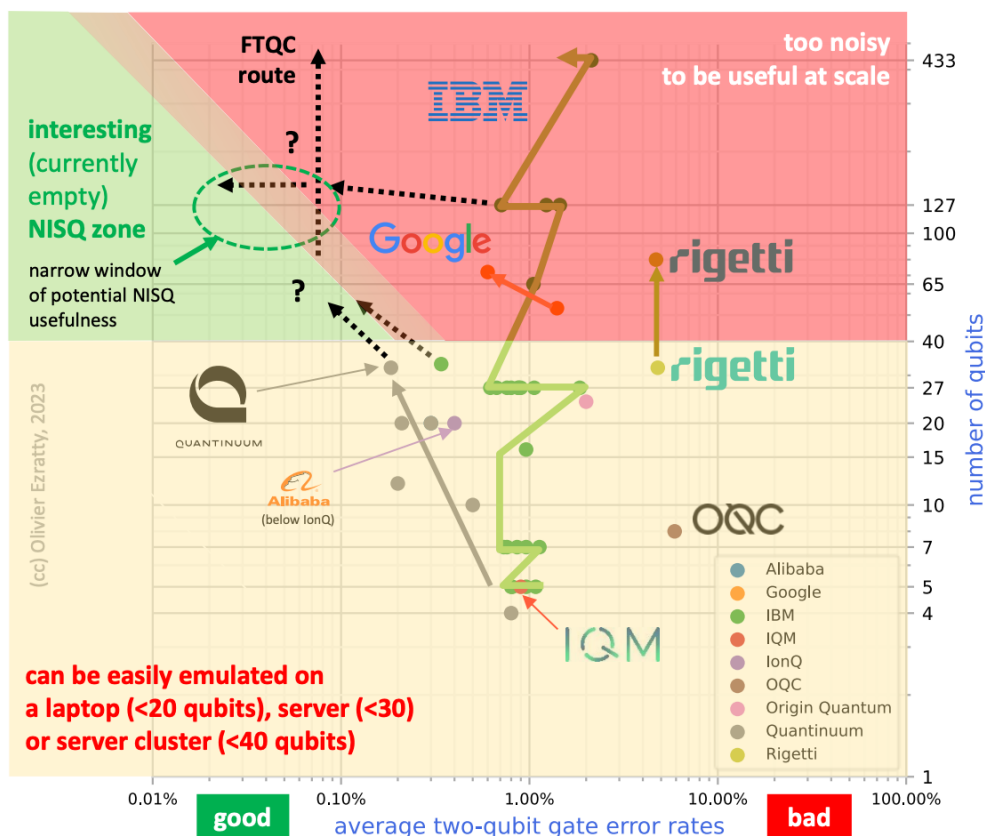 FTQC
route
too noisy
to be useful at scale
433
IBM
interesting
(currently
empty)
NISQ zone
?
127
Google
100
rigetti
narrow window
of potential NISQ
usefulness
?
65
40
rigetti
27
QUANTINUUM
20
15
Alibaba
(below IonQ)
10
OQC
7
5
4
IQM
number of qubits
(cc) Olivier Ezratty, 2023
Alibaba
Google
IBM
IQM
IonQ
OQC
Origin Quantum
Quantinuum
Rigetti
can be easily emulated on
a laptop (<20 qubits), server (<30)
or server cluster (<40 qubits)
1
0.01%
0.10%
1.00%
10.00%
100.00%
good
average two-qubit gate error rates
bad